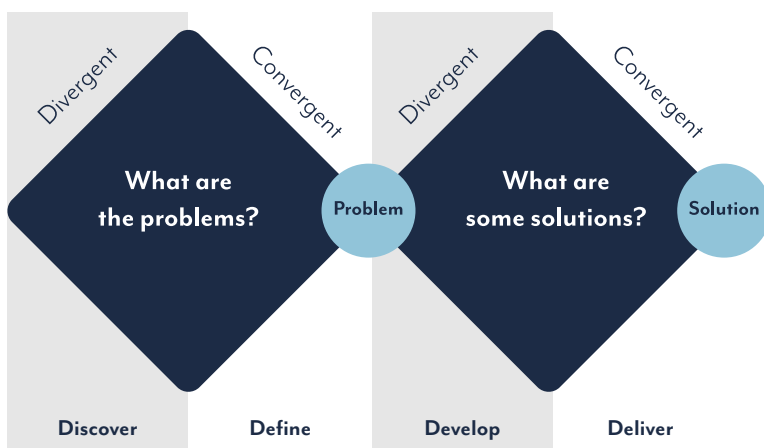 Divergent
Convergent
Divergent
Convergent
What are
the problems?
Problem
What are
some solutions?
Solution
Discover
Define
Develop
Deliver